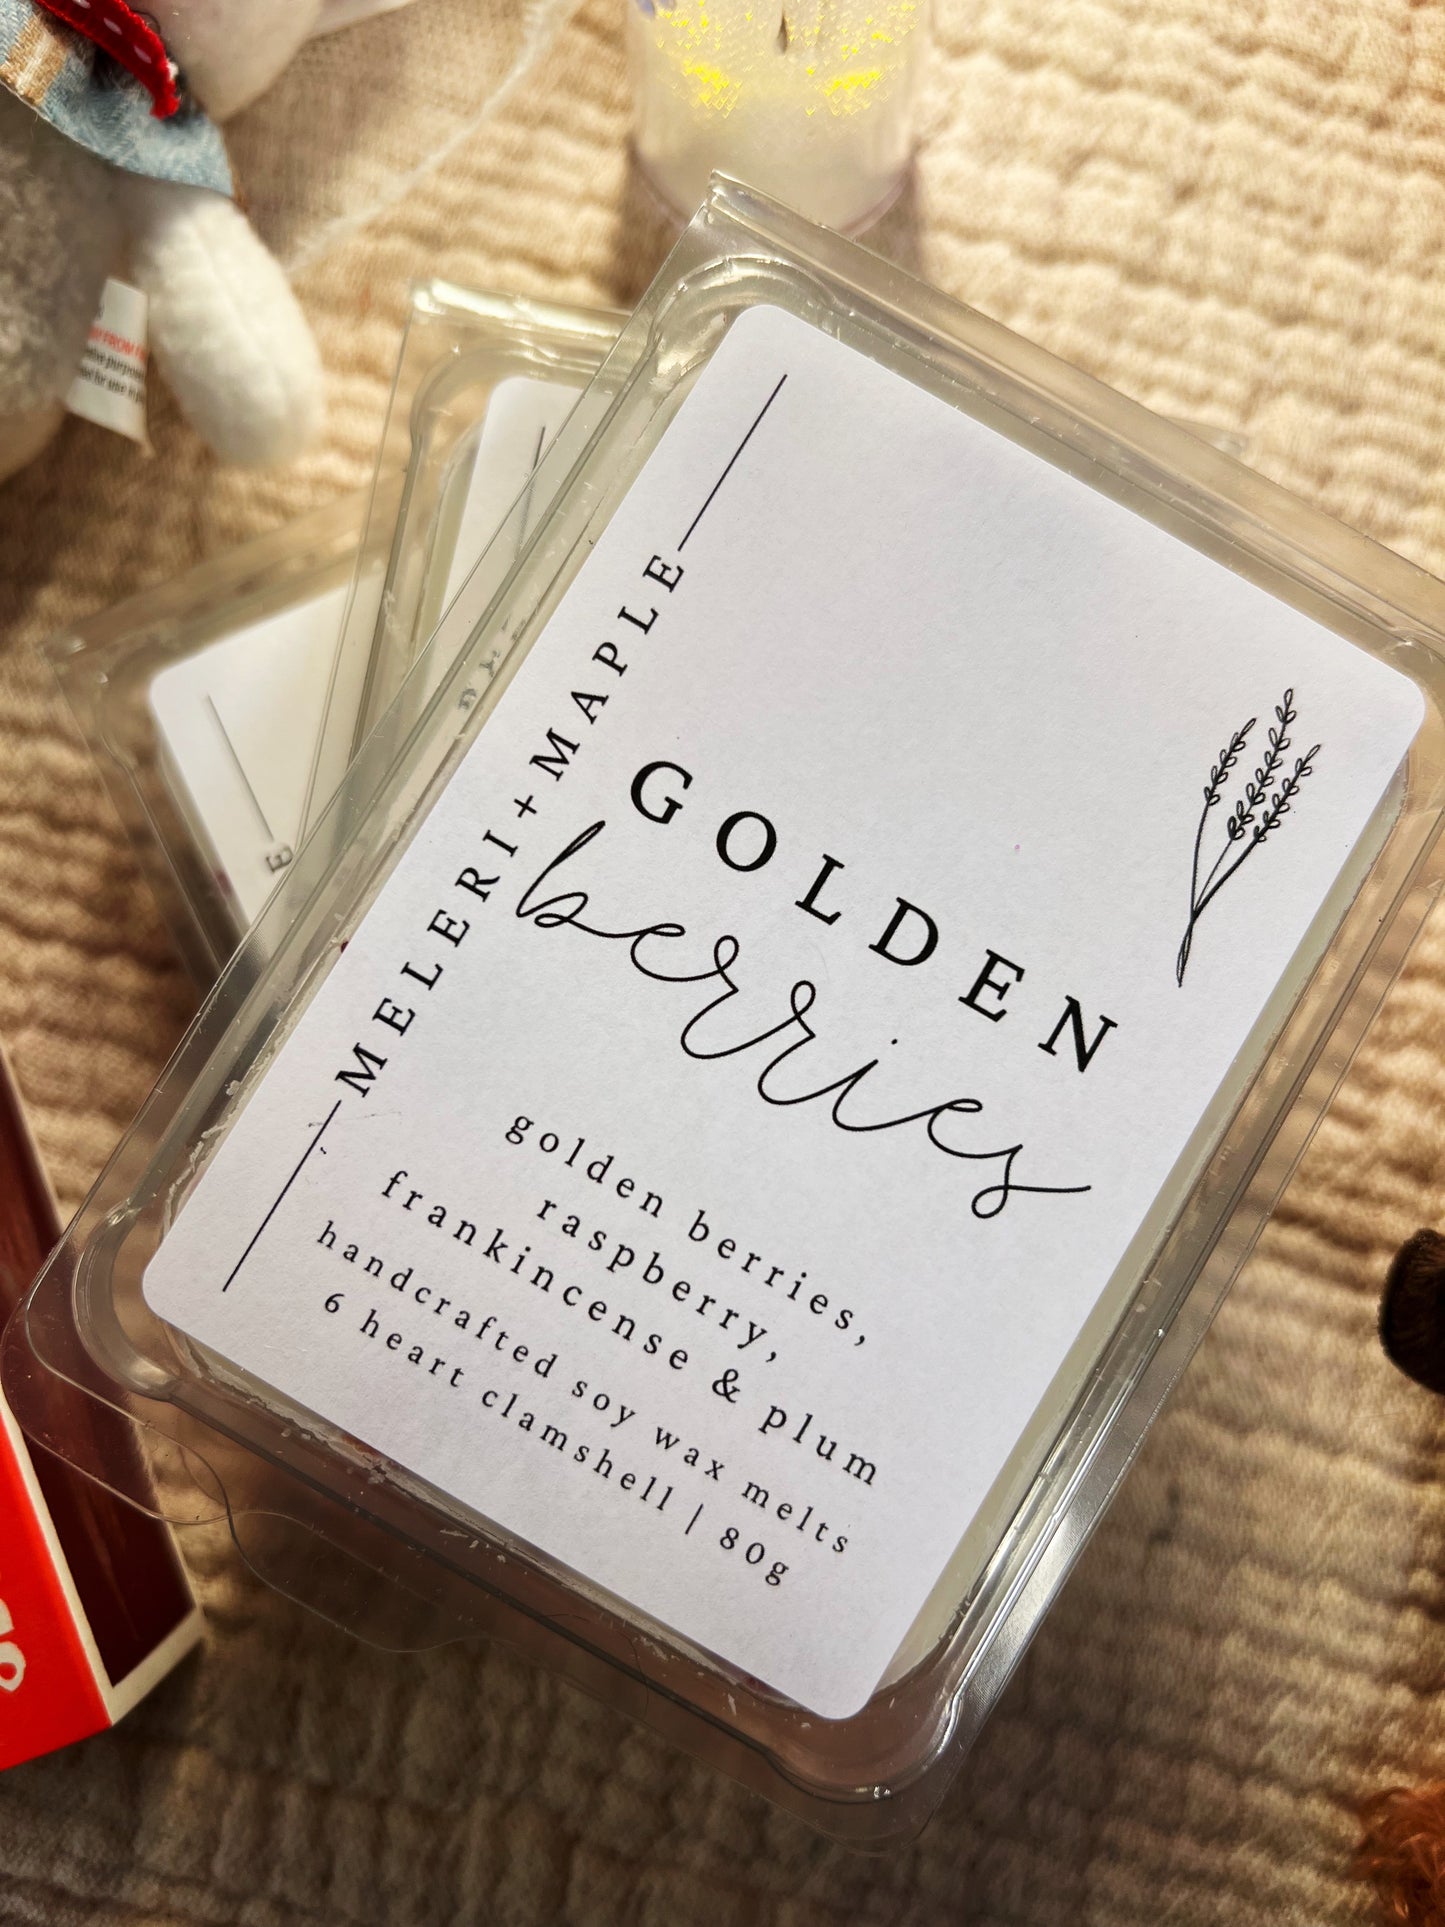 MELERI + MAPLE
GOLDEN
berries
golden berries,
raspberry,
frankincense & plum
handcrafted soy wax melts
6 heart clamshell | 80g
E